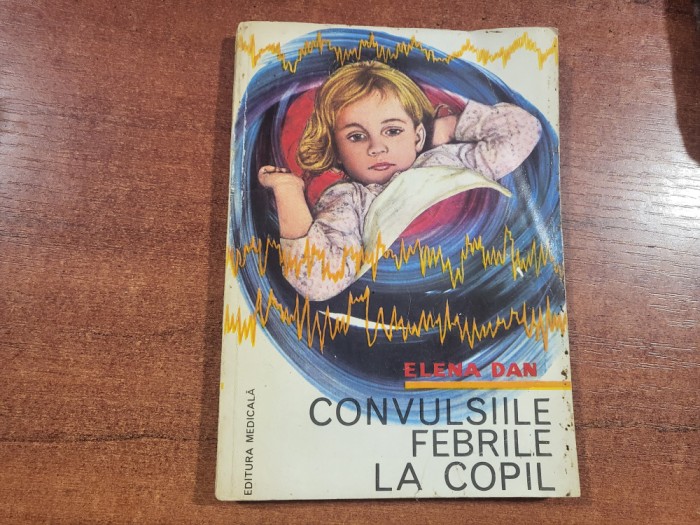 ELENA DAN
CONVULSIILE
FEBRILE
LA COPIL
EDITURA MEDICALĂ